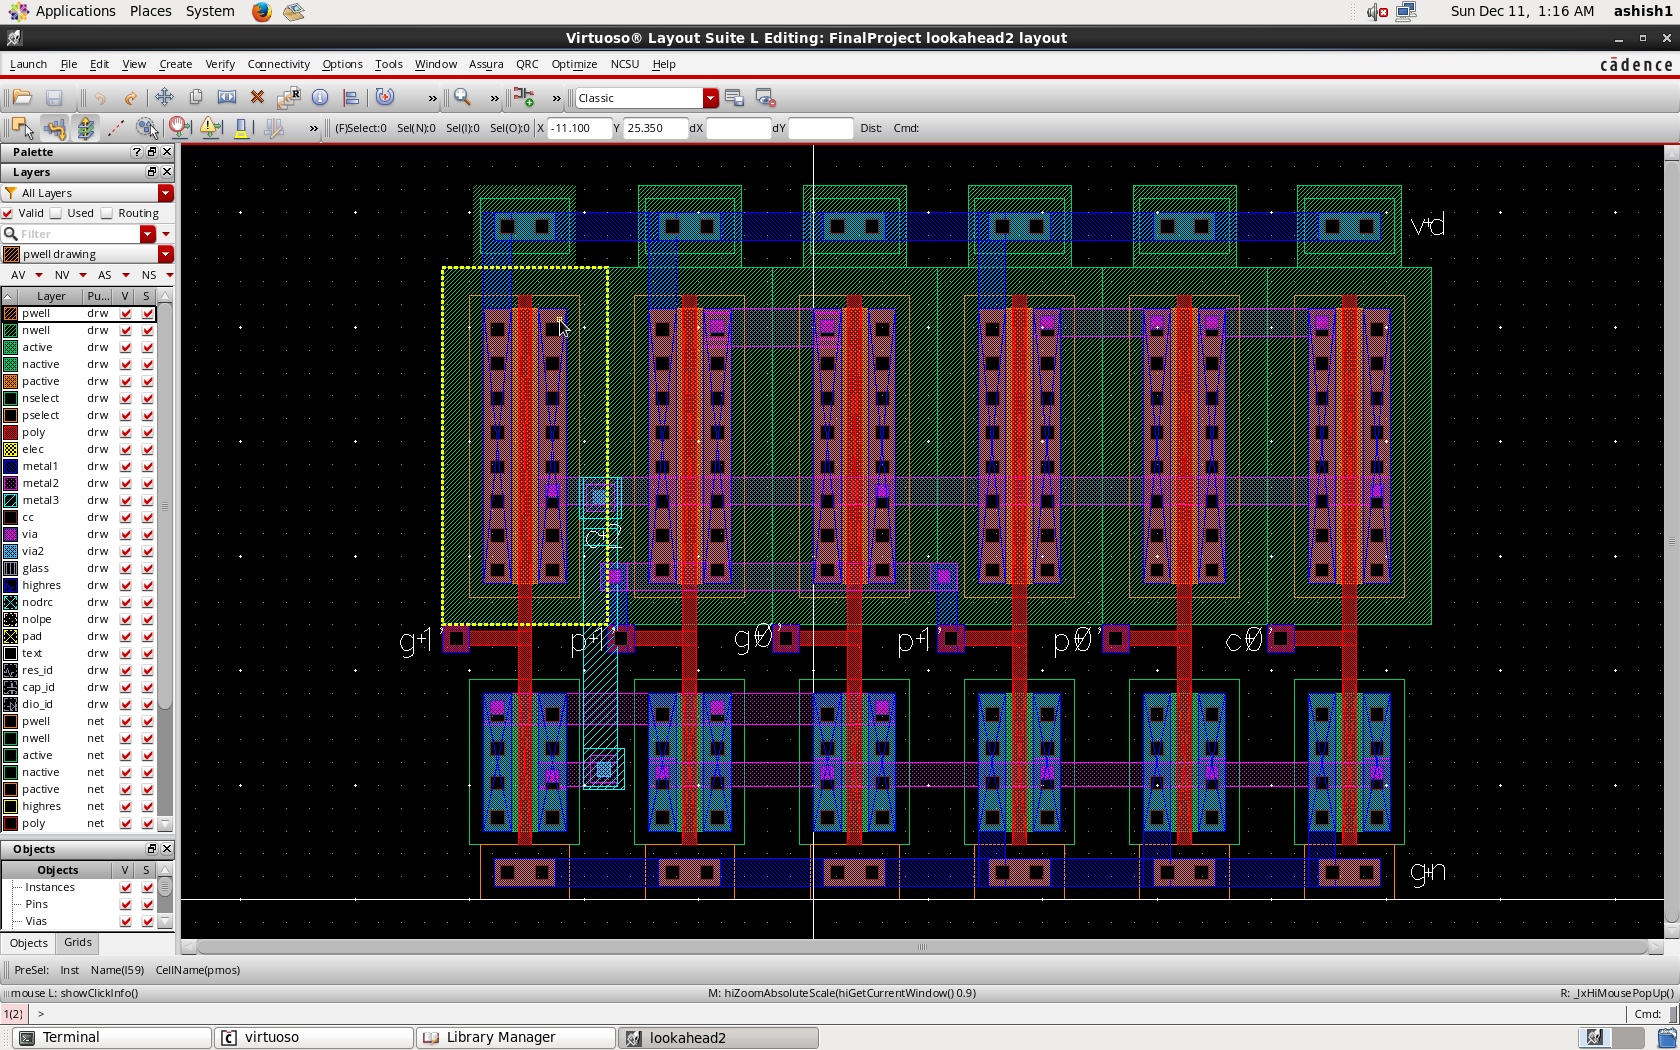 Applications Places System
Sun Dec 11, 1:16 AM ashish1
Virtuoso® Layout Suite L Editing: FinalProject lookahead2 layout
Launch File Edit View Create Verify Connectivity Options Tools Window Assura QRC Optimize NCSU Help
cādence
» » » Classic
» (F)Select:0 Sel(N):0 Sel(I):0 Sel(O):0 X -11.100 Y 25.350 dX dY Dist: Cmd:
Palette
Layers
All Layers
Valid Used Routing
Filter
pwell drawing
AV NV AS NS
Layer Pu... V S
pwell drw
nwell drw
active drw
nactive drw
pactive drw
nselect drw
pselect drw
poly drw
elec drw
metal1 drw
metal2 drw
metal3 drw
cc drw
via drw
via2 drw
glass drw
highres drw
nodrc drw
nolpe drw
pad drw
text drw
res_id drw
cap_id drw
dio_id drw
pwell net
nwell net
active net
nactive net
pactive net
highres net
poly net
Objects
Objects V S
Instances
Pins
Vias
Objects Grids
vdd
c2
g1' p1' g0' p1' p0' c0
gn
PreSel: Inst Name(I59) CellName(pmos)
mouse L: showClickInfo() M: hiZoomAbsoluteScale(hiGetCurrentWindow() 0.9) R: _lxHiMousePopUp()
1(2) > Cmd:
Terminal virtuoso Library Manager lookahead2